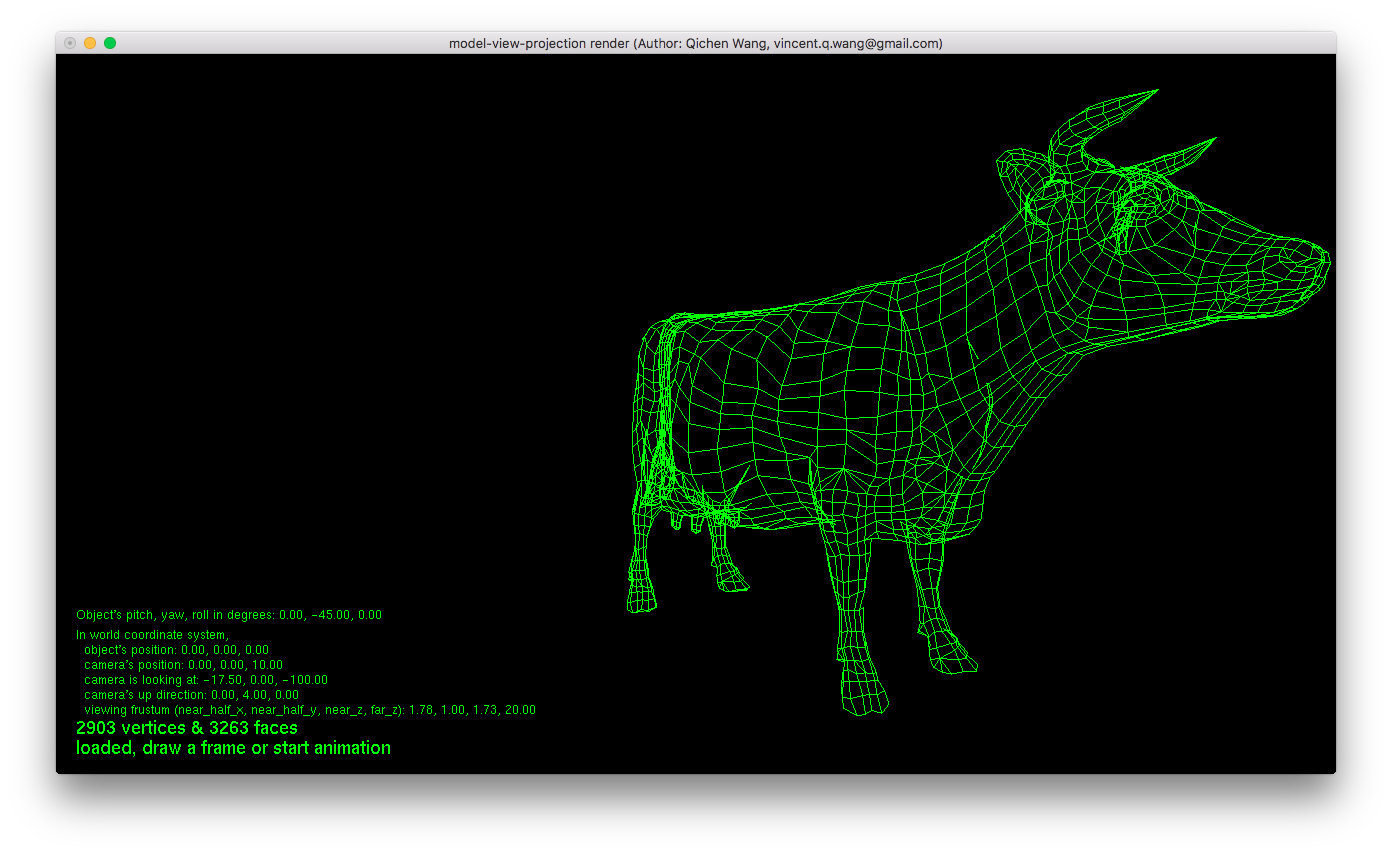 model-view-projection render (Author: Qichen Wang, vincent.q.wang@gmail.com)
Object's pitch, yaw, roll in degrees: 0.00, -45.00, 0.00
In world coordinate system,
object's position: 0.00, 0.00, 0.00
camera's position: 0.00, 0.00, 10.00
camera is looking at: -17.50, 0.00, -100.00
camera's up direction: 0.00, 4.00, 0.00
viewing frustum (near_half_x, near_half_y, near_z, far_z): 1.78, 1.00, 1.73, 20.00
2903 vertices & 3263 faces
loaded, draw a frame or start animation